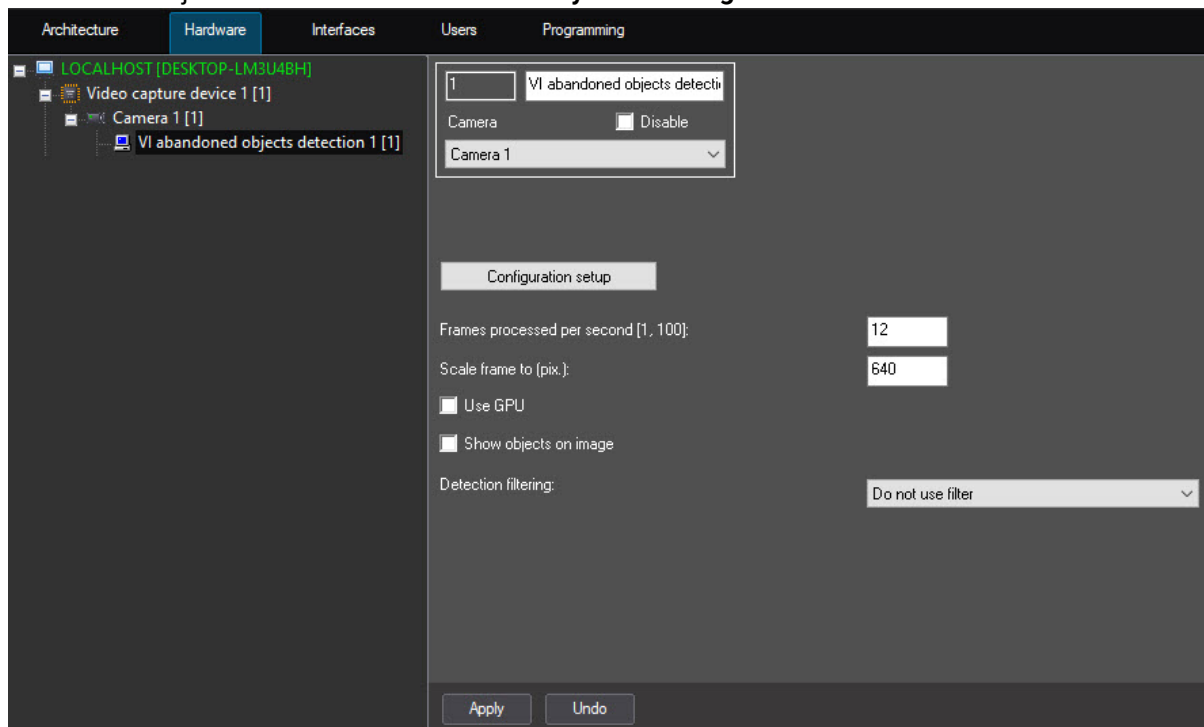 Architecture Hardware Interfaces Users Programming
LOCALHOST [DESKTOP-LM3U4BH]
Video capture device 1 [1]
Camera 1 [1]
VI abandoned objects detection 1 [1]
1 VI abandoned objects detecti
Camera Disable
Camera 1
Configuration setup
Frames processed per second [1, 100]: 12
Scale frame to (pix.): 640
Use GPU
Show objects on image
Detection filtering: Do not use filter
Apply Undo